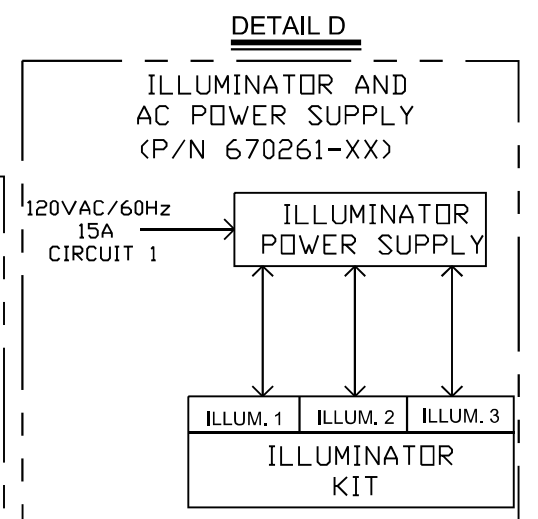 DETAIL D
ILLUMINATOR AND
AC POWER SUPPLY
(P/N 670261-XX)
120VAC/60Hz
15A
CIRCUIT 1
ILLUMINATOR
POWER SUPPLY
ILLUM. 1
ILLUM. 2
ILLUM. 3
ILLUMINATOR
KIT